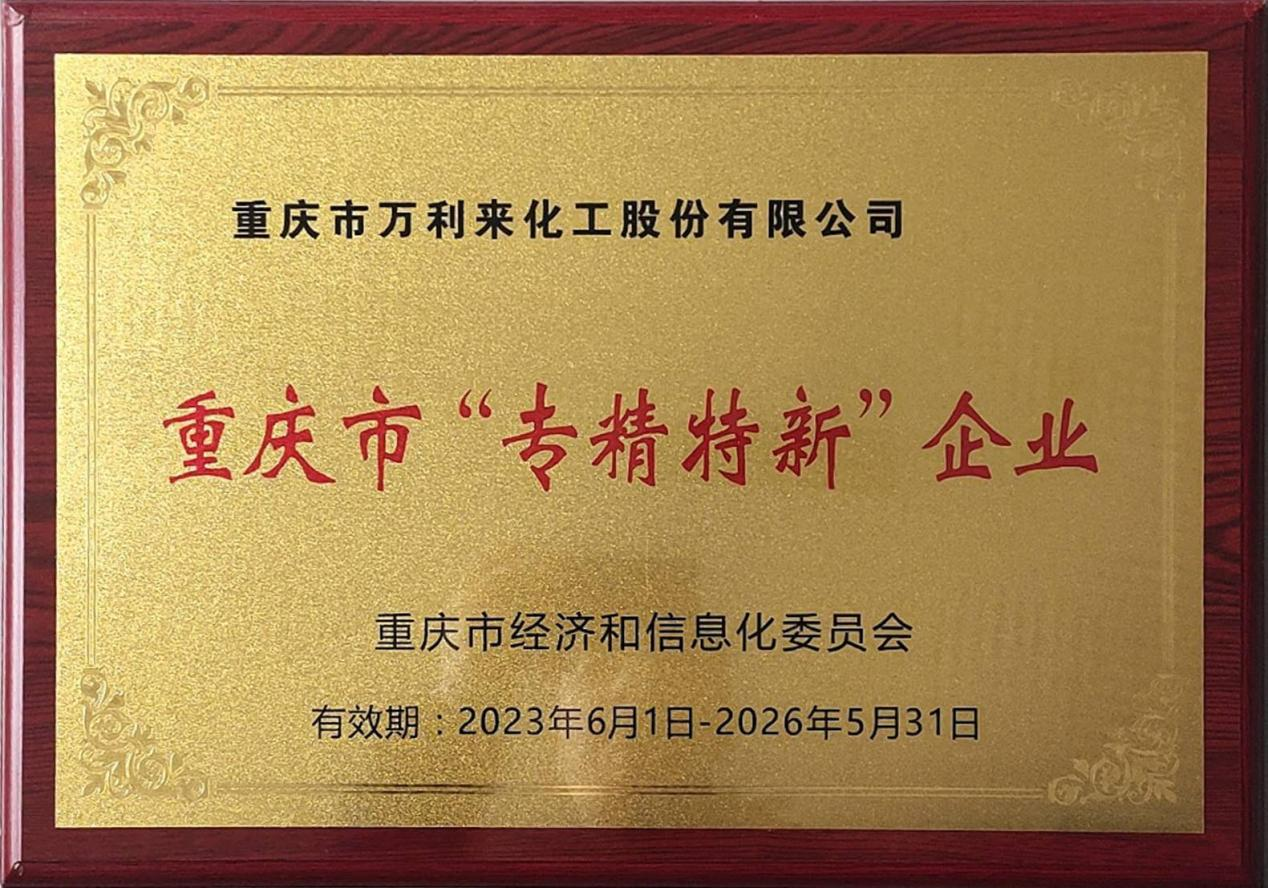 重庆市万利来化工股份有限公司
重庆市“专精特新”企业
重庆市经济和信息化委员会
有效期：2023年6月1日-2026年5月31日